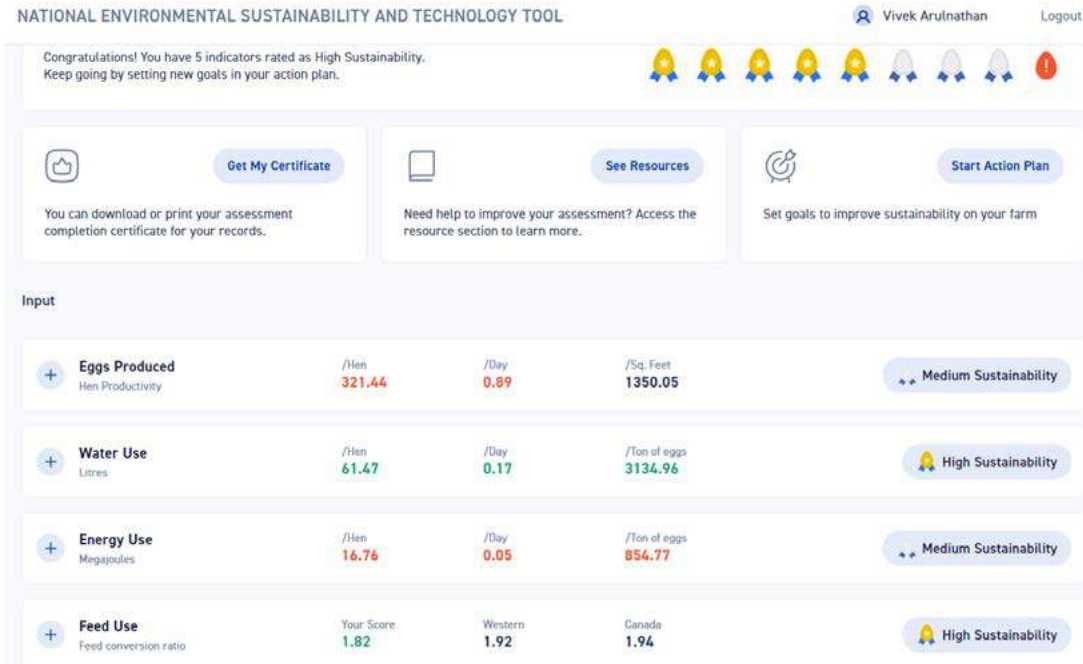 NATIONAL ENVIRONMENTAL SUSTAINABILITY AND TECHNOLOGY TOOL
Vivek Arulnathan
Logout
Congratulations! You have 5 indicators rated as High Sustainability.
Keep going by setting new goals in your action plan.
Get My Certificate
You can download or print your assessment
completion certificate for your records.
See Resources
Need help to improve your assessment? Access the
resource section to learn more.
Start Action Plan
Set goals to improve sustainability on your farm
Input
Eggs Produced
Hen Productivity
/Hen
321.44
/Day
0.89
/Sq. Feet
1350.05
Medium Sustainability
Water Use
Litres
/Hen
61.47
/Day
0.17
/Ton of eggs
3134.96
High Sustainability
Energy Use
Megajoules
/Hen
16.76
/Day
0.05
/Ton of eggs
854.77
Medium Sustainability
Feed Use
Feed conversion ratio
Your Score
1.82
Western
1.92
Canada
1.94
High Sustainability